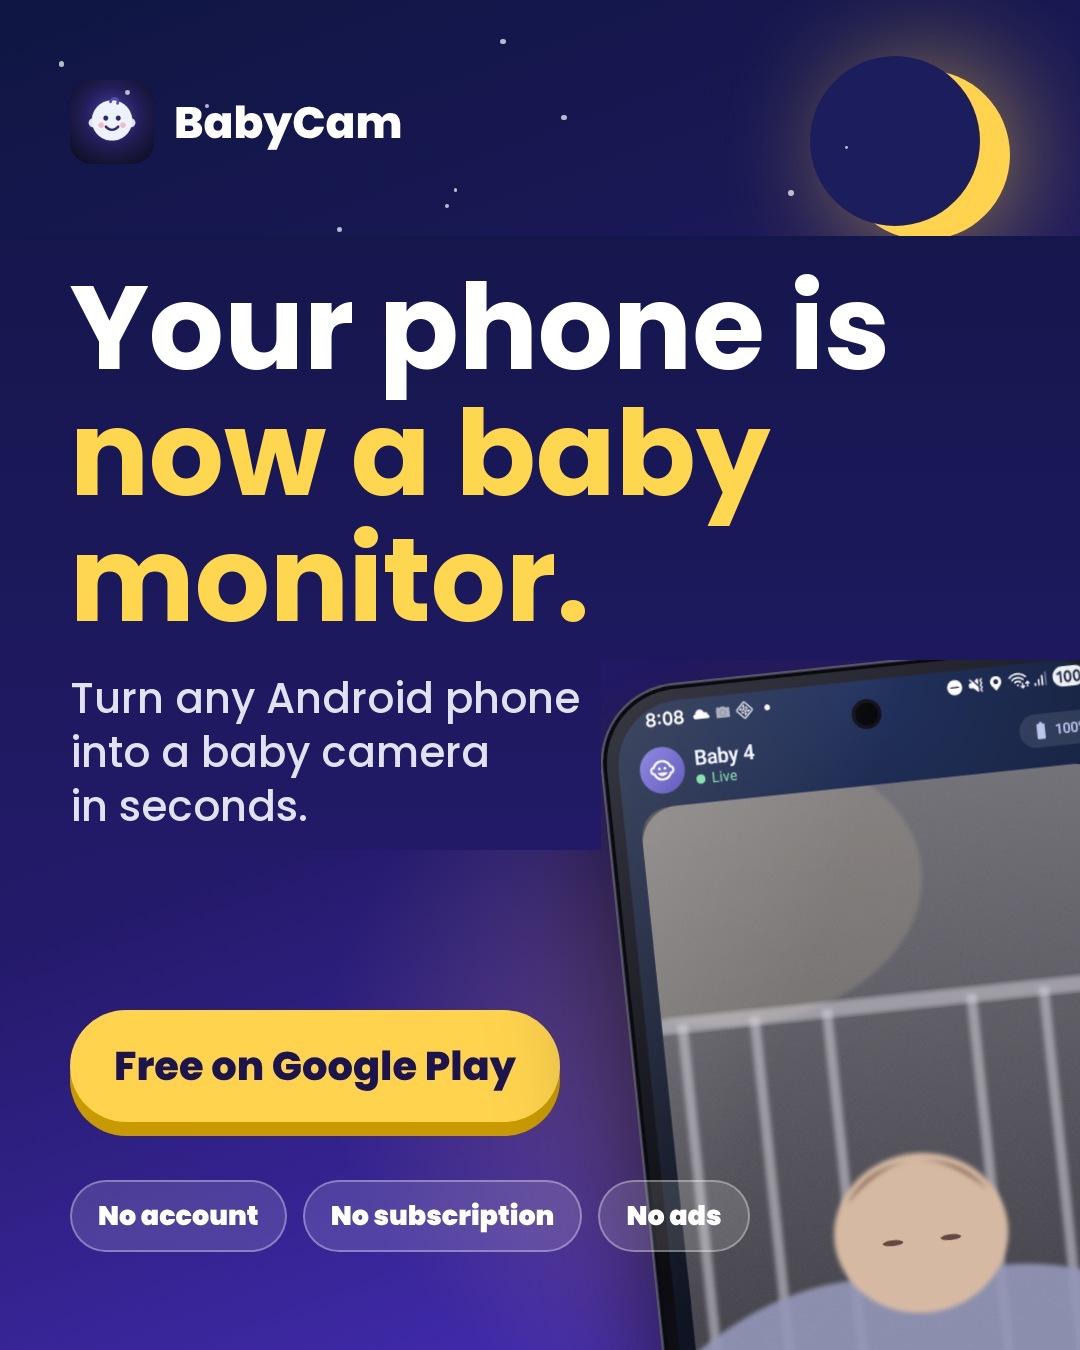 BabyCam
Your phone is
now a baby
monitor.
Turn any Android phone
into a baby camera
in seconds.
8:08
100
Baby 4
Live
100%
Free on Google Play
No account
No subscription
No ads